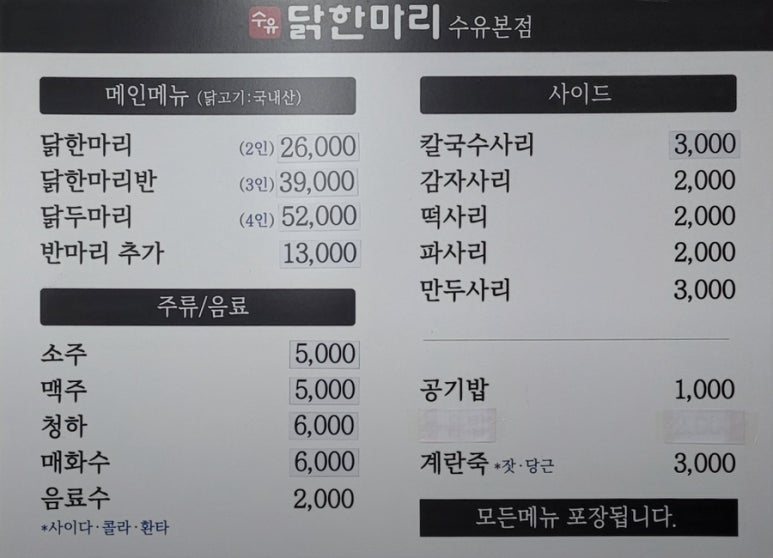 수유 닭한마리 수유본점
메인메뉴 (닭고기:국내산)
닭한마리 (2인) 26,000
닭한마리반 (3인) 39,000
닭두마리 (4인) 52,000
반마리 추가 13,000
주류/음료
소주 5,000
맥주 5,000
청하 6,000
매화수 6,000
음료수 2,000
*사이다·콜라·환타
사이드
칼국수사리 3,000
감자사리 2,000
떡사리 2,000
파사리 2,000
만두사리 3,000
공기밥 1,000
계란죽 *잣·당근 3,000
모든메뉴 포장됩니다.